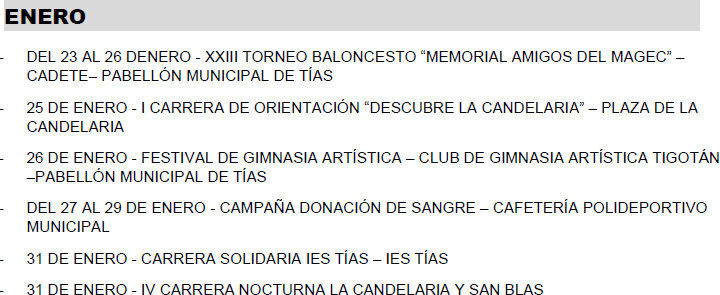 ENERO
- DEL 23 AL 26 DENERO - XXIII TORNEO BALONCESTO “MEMORIAL AMIGOS DEL MAGEC” –
CADETE– PABELLÓN MUNICIPAL DE TÍAS
- 25 DE ENERO - I CARRERA DE ORIENTACIÓN “DESCUBRE LA CANDELARIA” – PLAZA DE LA
CANDELARIA
- 26 DE ENERO - FESTIVAL DE GIMNASIA ARTÍSTICA – CLUB DE GIMNASIA ARTÍSTICA TIGOTÁN
–PABELLÓN MUNICIPAL DE TÍAS
- DEL 27 AL 29 DE ENERO - CAMPAÑA DONACIÓN DE SANGRE – CAFETERÍA POLIDEPORTIVO
MUNICIPAL
- 31 DE ENERO - CARRERA SOLIDARIA IES TÍAS – IES TÍAS
- 31 DE ENERO - IV CARRERA NOCTURNA LA CANDELARIA Y SAN BLAS